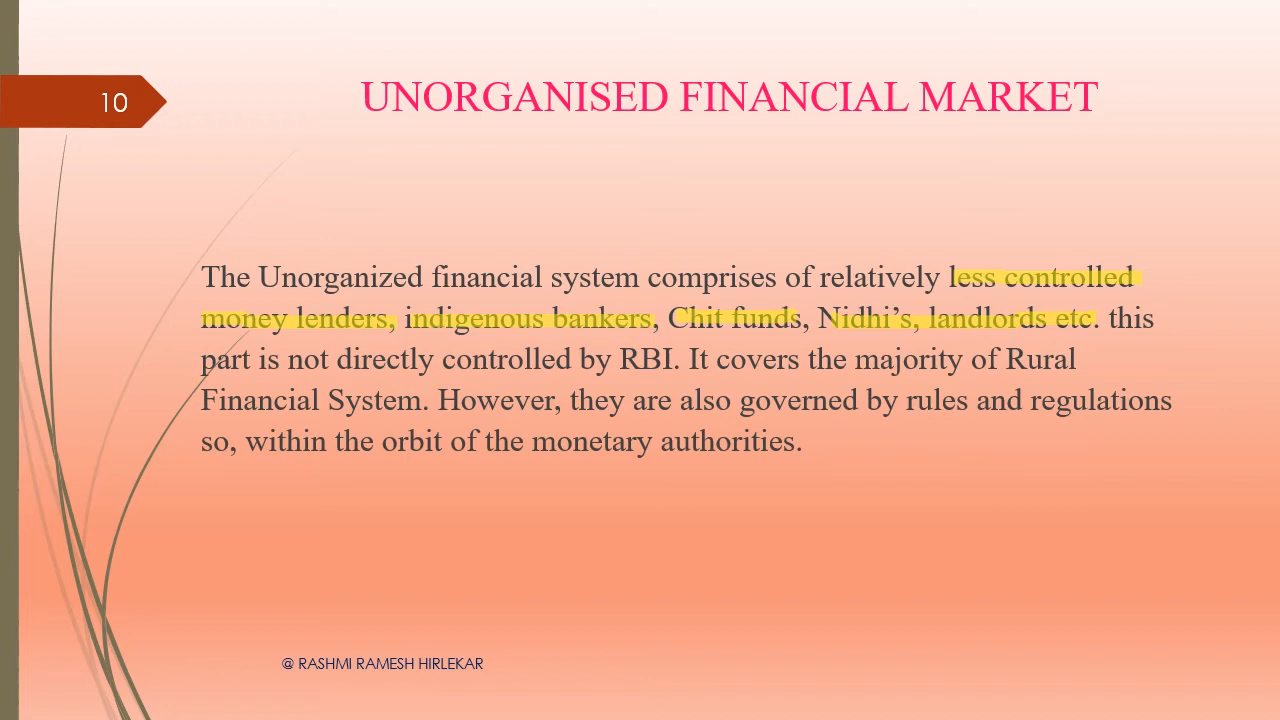 10
UNORGANISED FINANCIAL MARKET
The Unorganized financial system comprises of relatively less controlled
money lenders, indigenous bankers, Chit funds, Nidhi’s, landlords etc. this
part is not directly controlled by RBI. It covers the majority of Rural
Financial System. However, they are also governed by rules and regulations
so, within the orbit of the monetary authorities.
@ RASHMI RAMESH HIRLEKAR